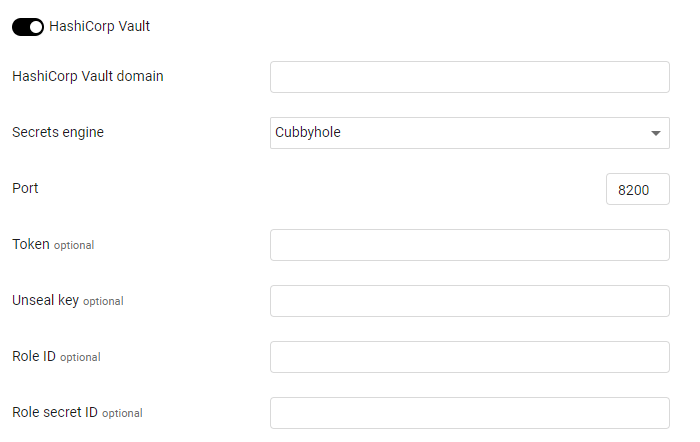 HashiCorp Vault
HashiCorp Vault domain
Secrets engine Cubbyhole
Port 8200
Token optional
Unseal key optional
Role ID optional
Role secret ID optional